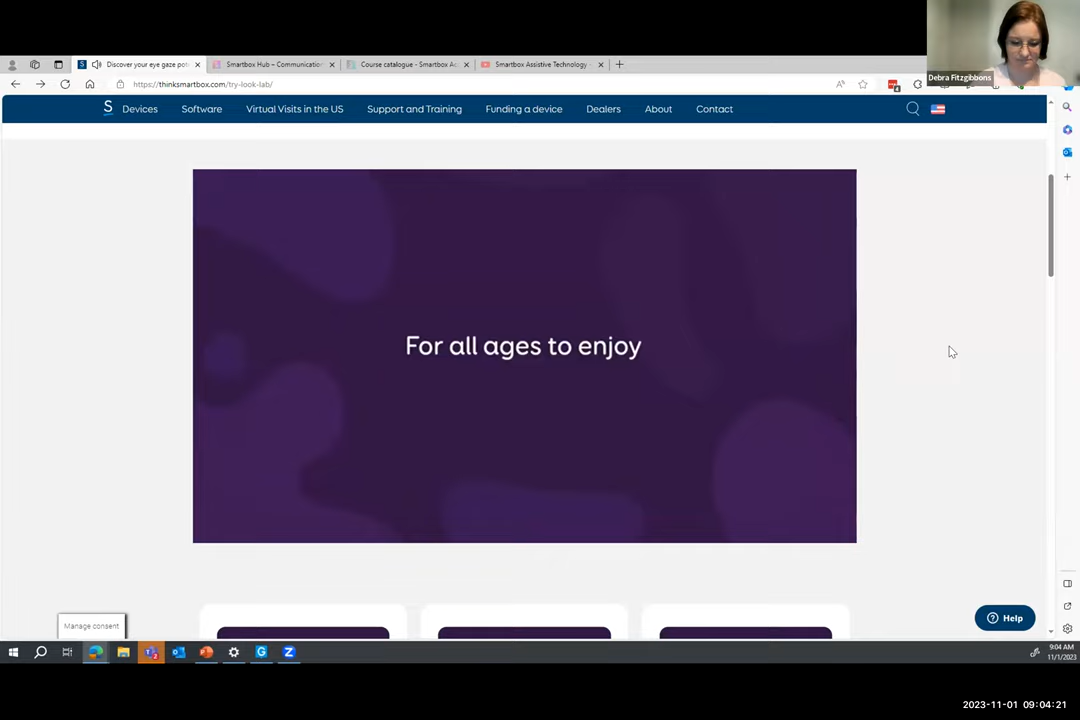 Debra Fitzgibbons
Discover your eye gaze pot
Smartbox Hub – Communication
Course catalogue - Smartbox Ac
Smartbox Assistive Technology -
https://thinksmartbox.com/try-look-lab/
S Devices Software Virtual Visits in the US Support and Training Funding a device Dealers About Contact
For all ages to enjoy
Manage consent
Help
9:04 AM
11/1/2023
2023-11-01 09:04:21